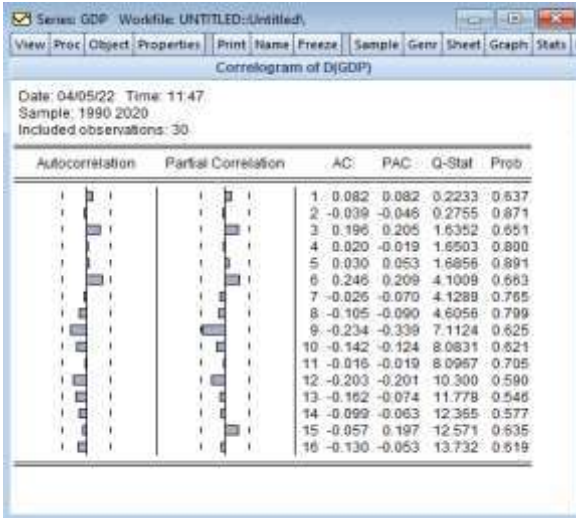 Series: GDP Workfile: UNTITLED::Untitled\
View Proc Object Properties Print Name Freeze Sample Genr Sheet Graph Stats
Correlogram of D(GDP)
Date: 04/05/22 Time: 11:47
Sample: 1990 2020
Included observations: 30
Autocorrelation Partial Correlation AC PAC Q-Stat Prob
1 0.082 0.082 0.2233 0.637
2 -0.039 -0.046 0.2755 0.871
3 0.196 0.205 1.6352 0.651
4 0.020 -0.019 1.6503 0.800
5 0.030 0.053 1.6856 0.891
6 0.246 0.209 4.1009 0.663
7 -0.026 -0.070 4.1289 0.765
8 -0.105 -0.090 4.6056 0.799
9 -0.234 -0.339 7.1124 0.625
10 -0.142 -0.124 8.0831 0.621
11 -0.016 -0.019 8.0967 0.705
12 -0.203 -0.201 10.300 0.590
13 -0.162 -0.074 11.778 0.546
14 -0.099 -0.063 12.365 0.577
15 -0.057 0.197 12.571 0.635
16 -0.130 -0.053 13.732 0.619